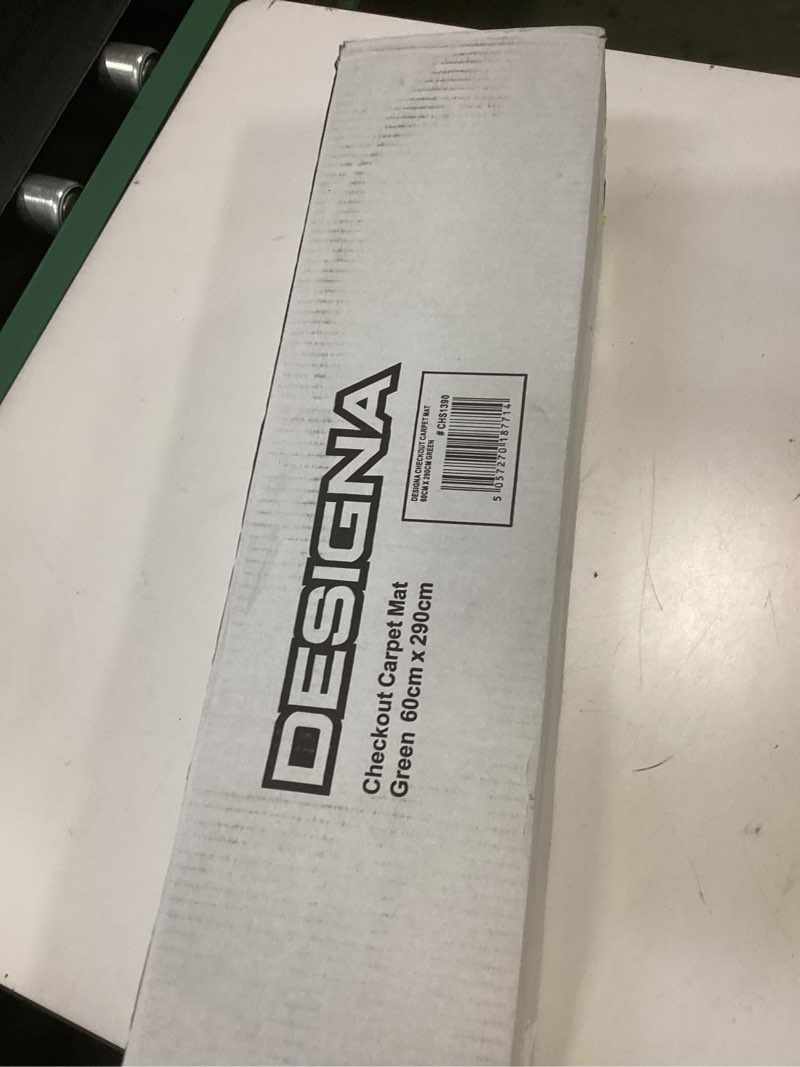 DESIGNA
Checkout Carpet Mat
Green 60cm x 290cm
DESIGNA CHECKOUT CARPET MAT
60CM X 290CM GREEN
# CHS1390
5 057270 187714